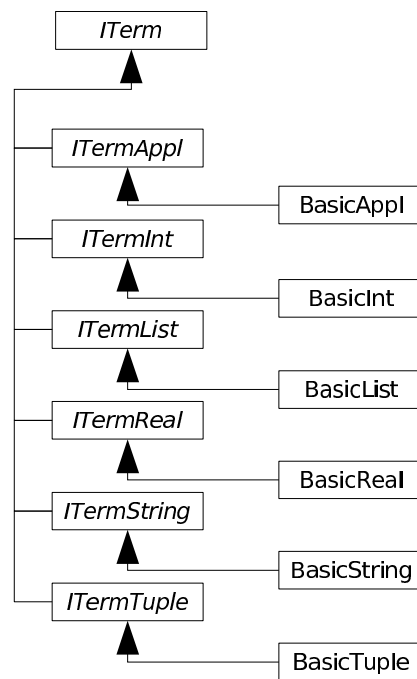 ITerm
ITermAppl
BasicAppl
ITermInt
BasicInt
ITermList
BasicList
ITermReal
BasicReal
ITermString
BasicString
ITermTuple
BasicTuple